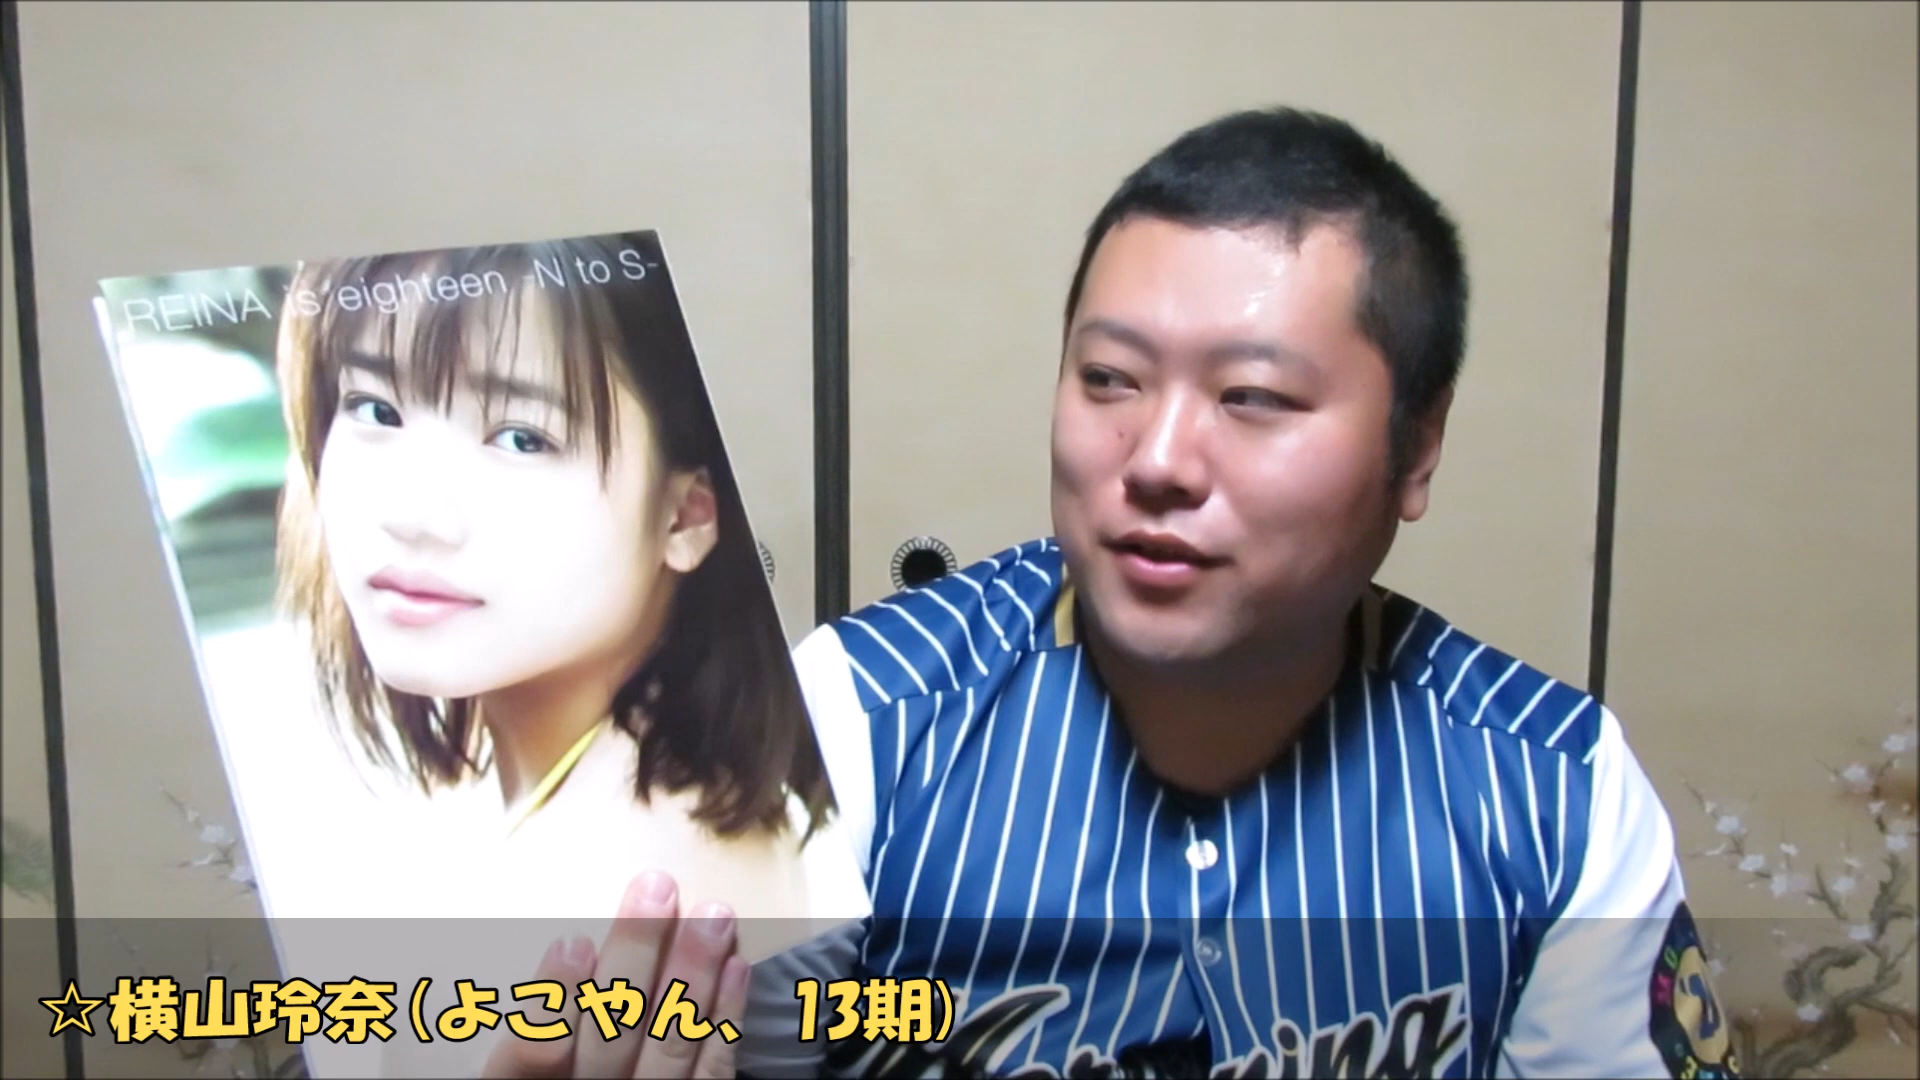 REINA is eighteen -N to S-
☆横山玲奈(よこやん、13期)